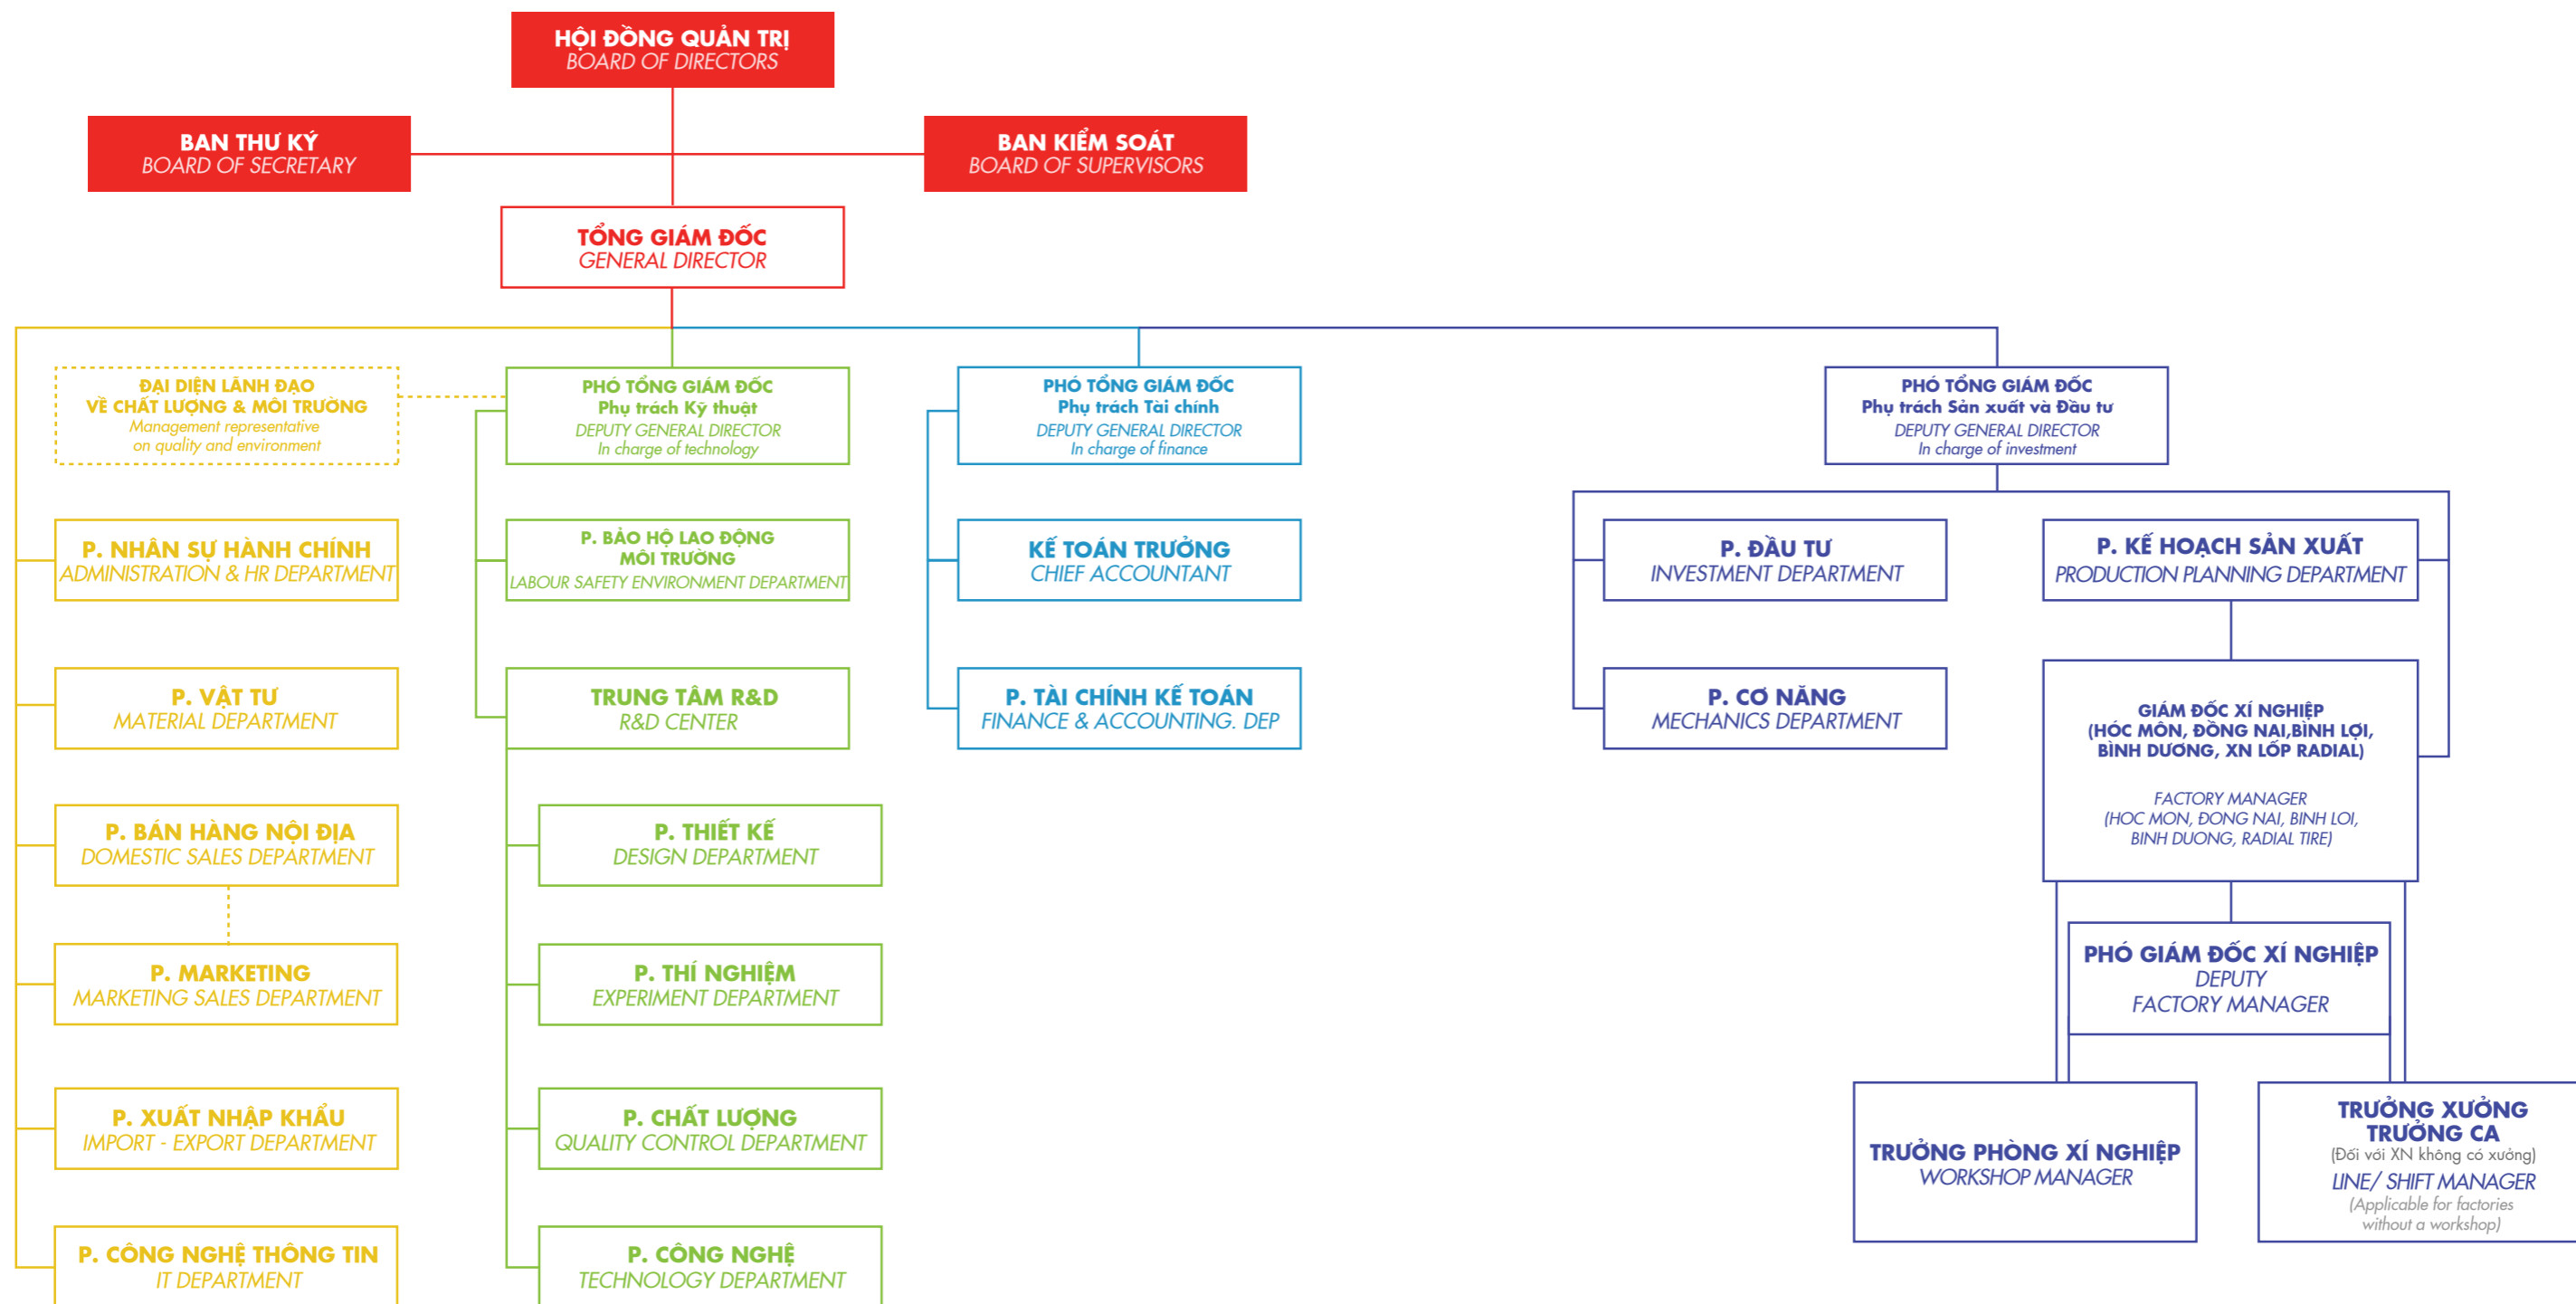 HỘI ĐỒNG QUẢN TRỊ
BOARD OF DIRECTORS
BAN THƯ KÝ
BOARD OF SECRETARY
BAN KIỂM SOÁT
BOARD OF SUPERVISORS
TỔNG GIÁM ĐỐC
GENERAL DIRECTOR
ĐẠI DIỆN LÃNH ĐẠO
VỀ CHẤT LƯỢNG & MÔI TRƯỜNG
Management representative
on quality and environment
PHÓ TỔNG GIÁM ĐỐC
Phụ trách Kỹ thuật
DEPUTY GENERAL DIRECTOR
In charge of technology
PHÓ TỔNG GIÁM ĐỐC
Phụ trách Tài chính
DEPUTY GENERAL DIRECTOR
In charge of finance
PHÓ TỔNG GIÁM ĐỐC
Phụ trách Sản xuất và Đầu tư
DEPUTY GENERAL DIRECTOR
In charge of investment
P. NHÂN SỰ HÀNH CHÍNH
ADMINISTRATION & HR DEPARTMENT
P. BẢO HỘ LAO ĐỘNG
MÔI TRƯỜNG
LABOUR SAFETY ENVIRONMENT DEPARTMENT
KẾ TOÁN TRƯỞNG
CHIEF ACCOUNTANT
P. ĐẦU TƯ
INVESTMENT DEPARTMENT
P. KẾ HOẠCH SẢN XUẤT
PRODUCTION PLANNING DEPARTMENT
P. VẬT TƯ
MATERIAL DEPARTMENT
TRUNG TÂM R&D
R&D CENTER
P. TÀI CHÍNH KẾ TOÁN
FINANCE & ACCOUNTING. DEP
P. CƠ NĂNG
MECHANICS DEPARTMENT
GIÁM ĐỐC XÍ NGHIỆP
(HÓC MÔN, ĐỒNG NAI,BÌNH LỢI,
BÌNH DƯƠNG, XN LỐP RADIAL)
FACTORY MANAGER
(HOC MON, ĐONG NAI, BINH LOI,
BINH DUONG, RADIAL TIRE)
P. BÁN HÀNG NỘI ĐỊA
DOMESTIC SALES DEPARTMENT
P. THIẾT KẾ
DESIGN DEPARTMENT
P. MARKETING
MARKETING SALES DEPARTMENT
P. THÍ NGHIỆM
EXPERIMENT DEPARTMENT
PHÓ GIÁM ĐỐC XÍ NGHIỆP
DEPUTY
FACTORY MANAGER
P. XUẤT NHẬP KHẨU
IMPORT - EXPORT DEPARTMENT
P. CHẤT LƯỢNG
QUALITY CONTROL DEPARTMENT
TRƯỞNG PHÒNG XÍ NGHIỆP
WORKSHOP MANAGER
TRƯỞNG XƯỞNG
TRƯỞNG CA
(Đối với XN không có xưởng)
LINE/ SHIFT MANAGER
(Applicable for factories
without a workshop)
P. CÔNG NGHỆ THÔNG TIN
IT DEPARTMENT
P. CÔNG NGHỆ
TECHNOLOGY DEPARTMENT